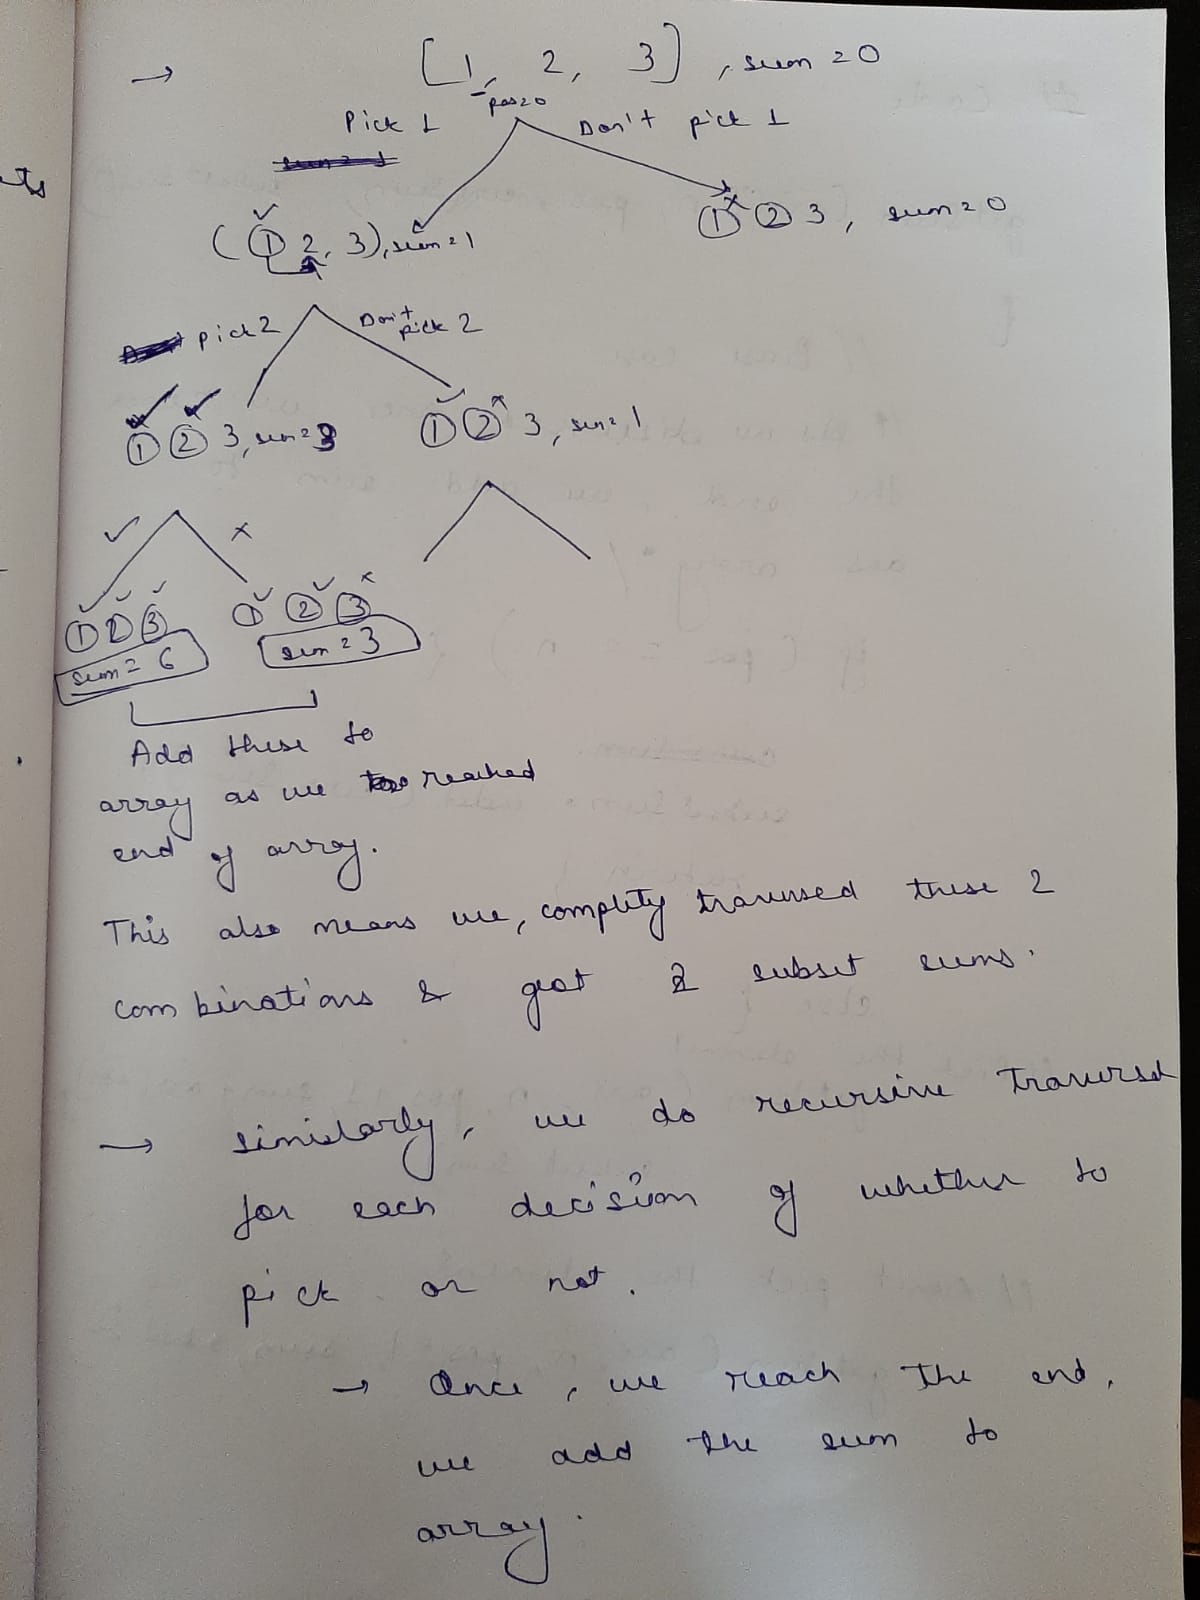 → [1, 2, 3], sum = 0
pos=0
Pick 1 Don't pick 1
(① 2, 3), sum = 1
① ② 3, sum = 0
pick 2 Don't pick 2
① ② 3, sum = 3
① ② 3, sum = 1
✓ x
① ② ③ ① ② ③
sum = 6 sum = 3
Add these to
array as we reached
end of array.
This also means we, complety traversed these 2
combinations & got 2 subset sums.
→ similarly, we do recursive Traversal
for each decision of whether to
pick or not.
→ Once, we reach The end,
we add the sum to
array.